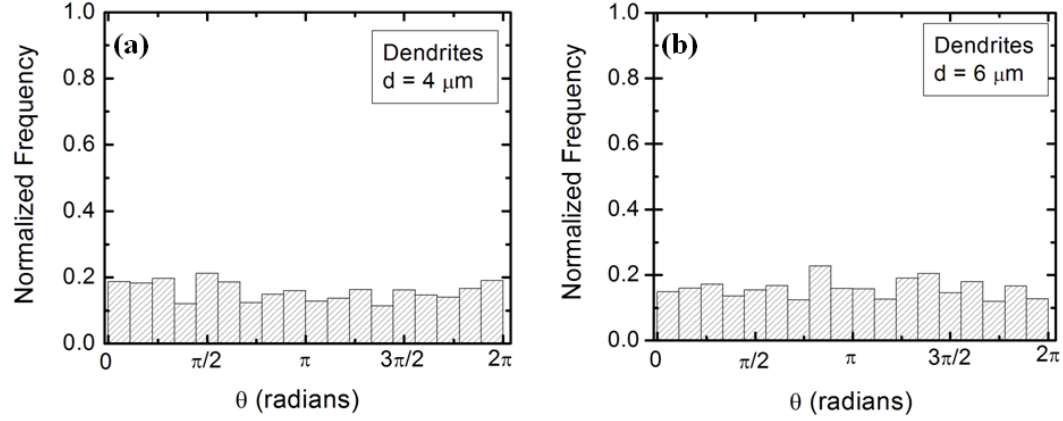 (a)
Dendrites
d = 4 μm
Normalized Frequency
1.0
0.8
0.6
0.4
0.2
0.0
0
π/2
π
3π/2
2π
θ (radians)
(b)
Dendrites
d = 6 μm
Normalized Frequency
1.0
0.8
0.6
0.4
0.2
0.0
0
π/2
π
3π/2
2π
θ (radians)